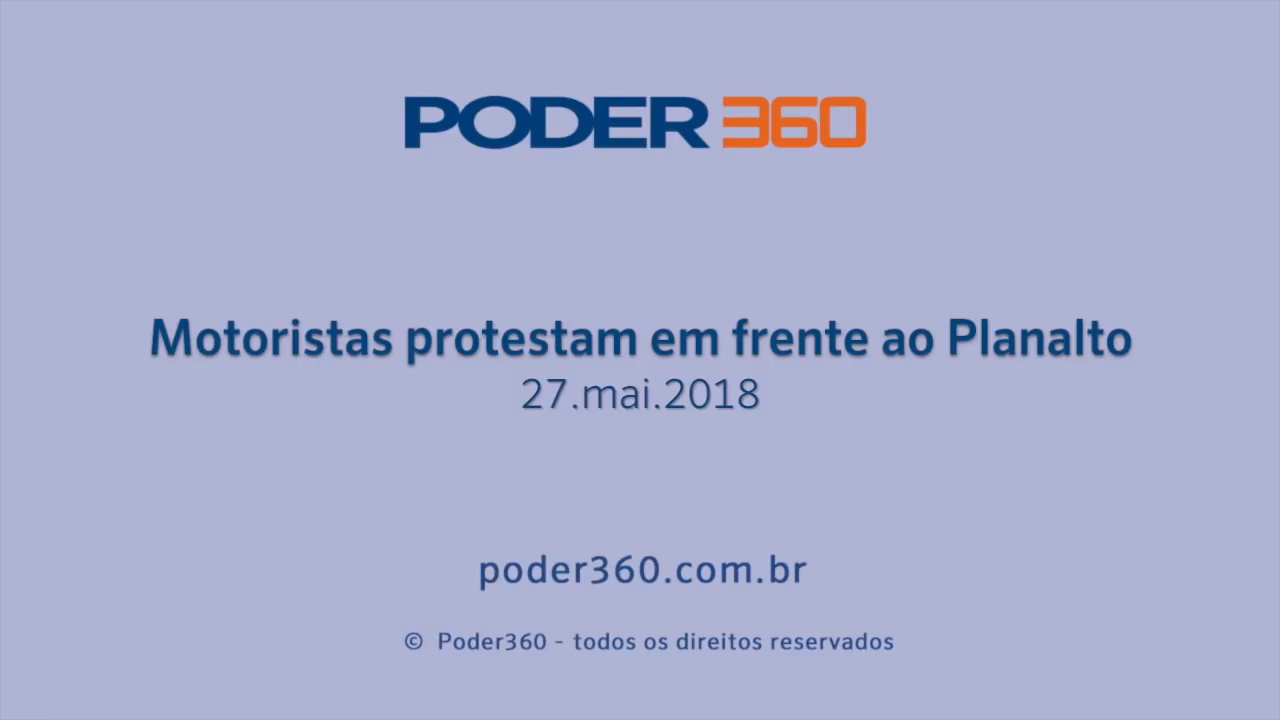 PODER 360
Motoristas protestam em frente ao Planalto
27.mai.2018
poder360.com.br
© Poder360 - todos os direitos reservados